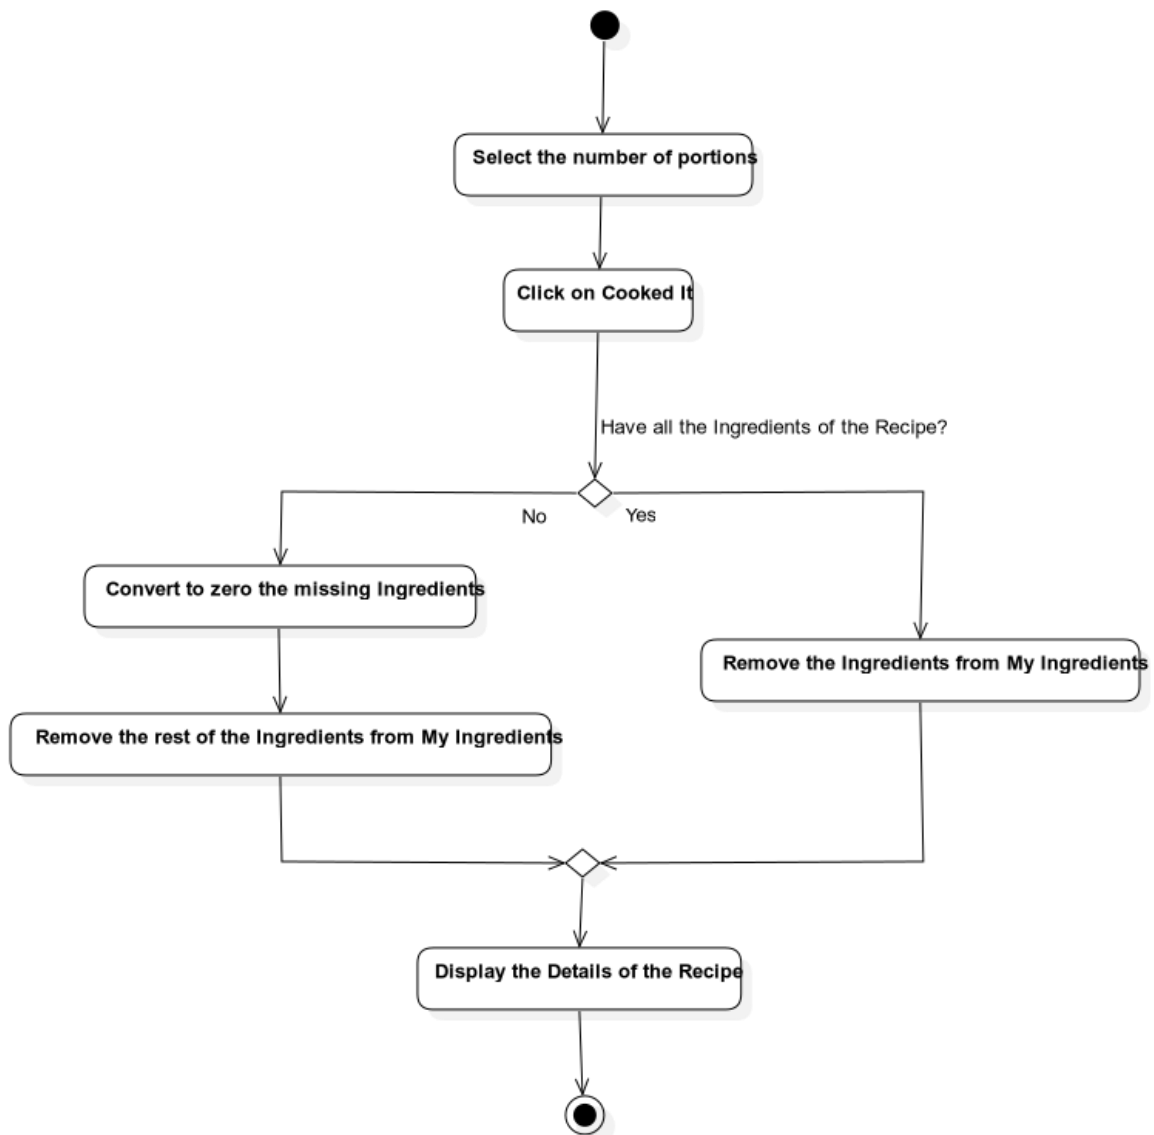 Select the number of portions
Click on Cooked It
Have all the Ingredients of the Recipe?
No
Yes
Convert to zero the missing Ingredients
Remove the Ingredients from My Ingredients
Remove the rest of the Ingredients from My Ingredients
Display the Details of the Recipe